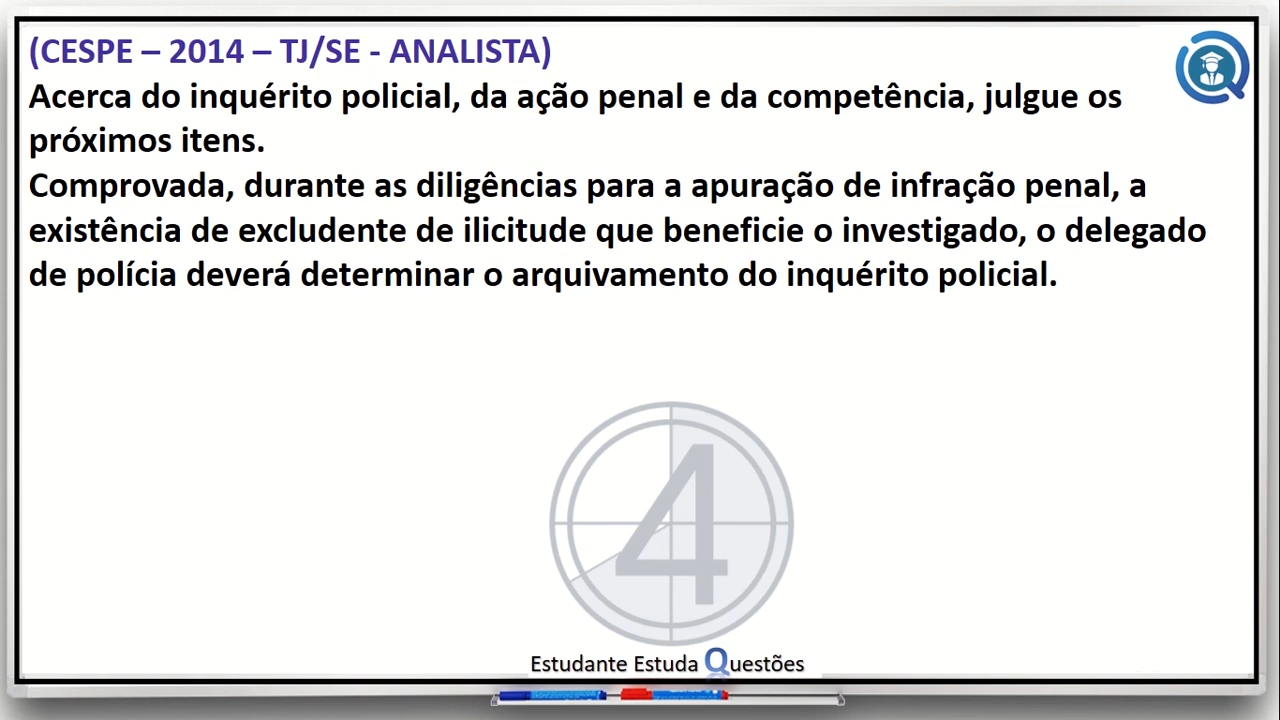 (CESPE – 2014 – TJ/SE - ANALISTA)
Acerca do inquérito policial, da ação penal e da competência, julgue os
próximos itens.
Comprovada, durante as diligências para a apuração de infração penal, a
existência de excludente de ilicitude que beneficie o investigado, o delegado
de polícia deverá determinar o arquivamento do inquérito policial.
4
Estudante Estuda Questões